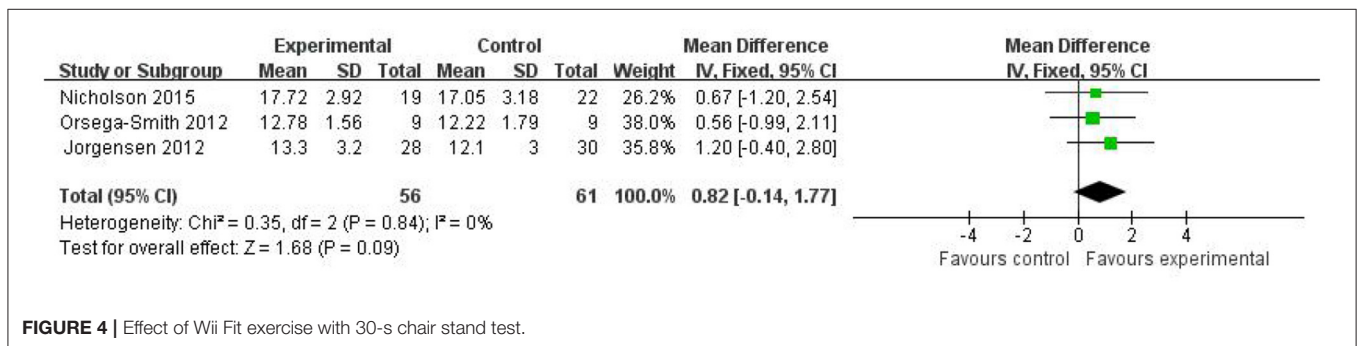 Experimental Control Mean Difference Mean Difference
Study or Subgroup Mean SD Total Mean SD Total Weight IV, Fixed, 95% CI IV, Fixed, 95% CI
Nicholson 2015 17.72 2.92 19 17.05 3.18 22 26.2% 0.67 [-1.20, 2.54]
Orsega-Smith 2012 12.78 1.56 9 12.22 1.79 9 38.0% 0.56 [-0.99, 2.11]
Jorgensen 2012 13.3 3.2 28 12.1 3 30 35.8% 1.20 [-0.40, 2.80]
Total (95% CI) 56 61 100.0% 0.82 [-0.14, 1.77]
Heterogeneity: Chi² = 0.35, df = 2 (P = 0.84); I² = 0%
Test for overall effect: Z = 1.68 (P = 0.09)
-4 -2 0 2 4
Favours control Favours experimental
FIGURE 4 | Effect of Wii Fit exercise with 30-s chair stand test.